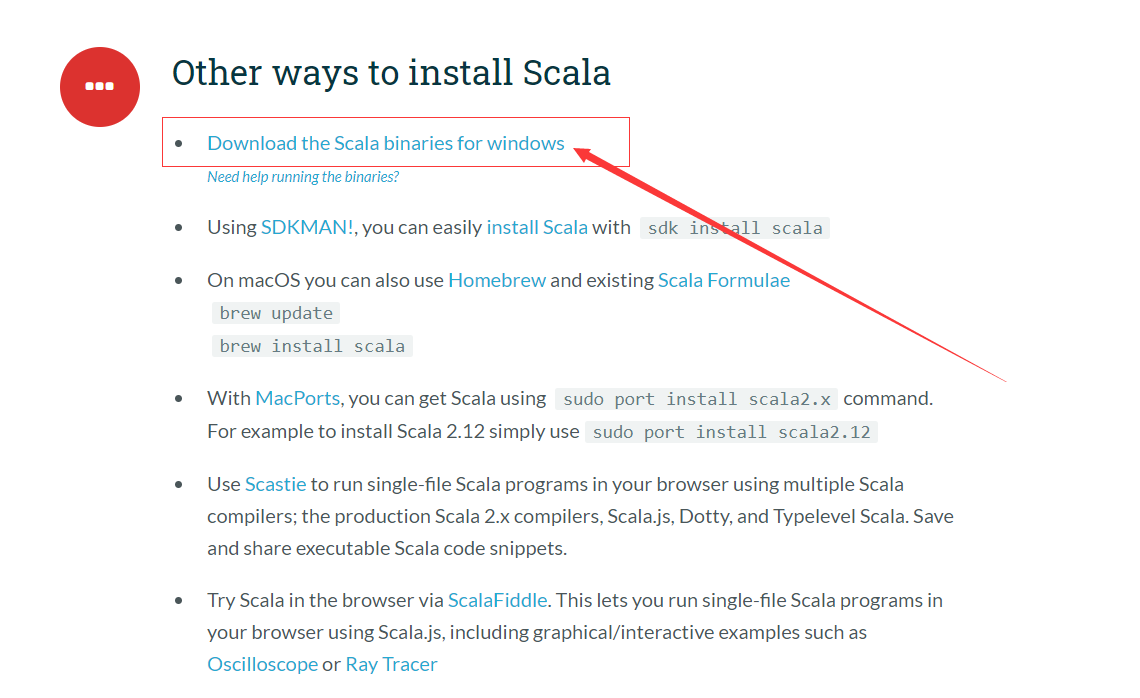 Other ways to install Scala
Download the Scala binaries for windows
Need help running the binaries?
Using SDKMAN!, you can easily install Scala with sdk install scala
On macOS you can also use Homebrew and existing Scala Formulae
brew update
brew install scala
With MacPorts, you can get Scala using sudo port install scala2.x command.
For example to install Scala 2.12 simply use sudo port install scala2.12
Use Scastie to run single-file Scala programs in your browser using multiple Scala
compilers; the production Scala 2.x compilers, Scala.js, Dotty, and Typelevel Scala. Save
and share executable Scala code snippets.
Try Scala in the browser via ScalaFiddle. This lets you run single-file Scala programs in
your browser using Scala.js, including graphical/interactive examples such as
Oscilloscope or Ray Tracer